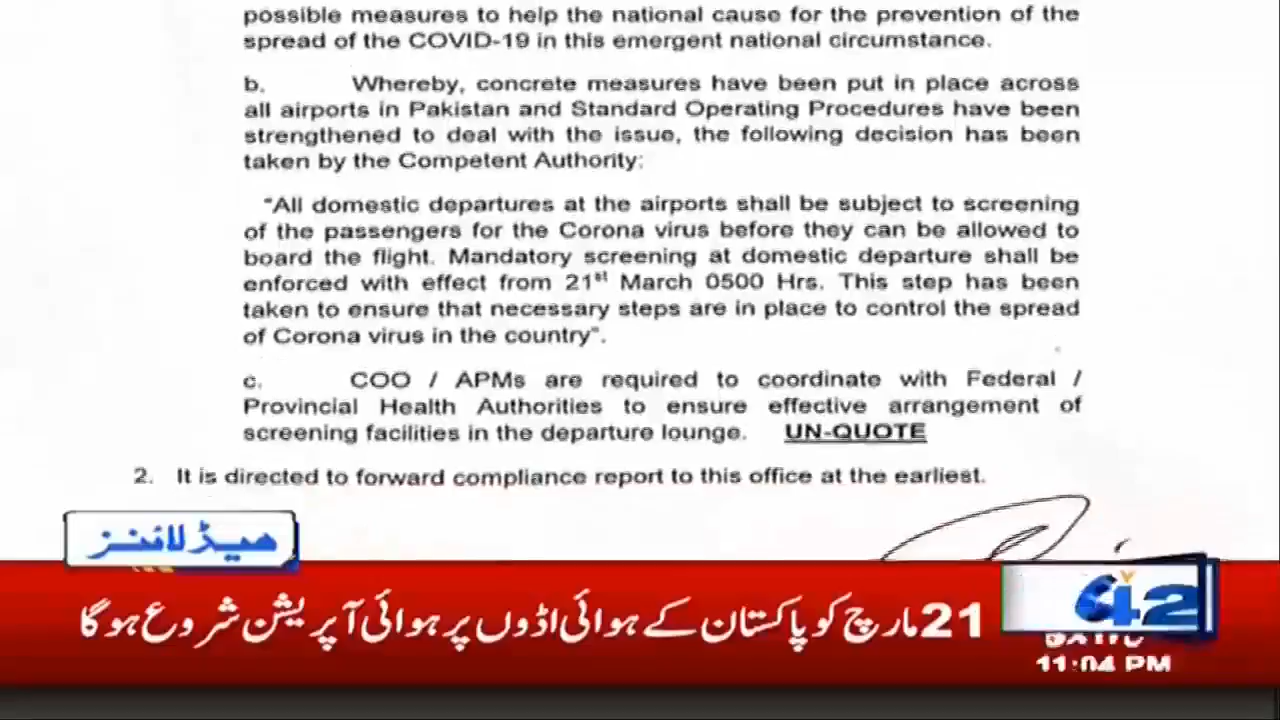 possible measures to help the national cause for the prevention of the
spread of the COVID-19 in this emergent national circumstance.
b. Whereby, concrete measures have been put in place across
all airports in Pakistan and Standard Operating Procedures have been
strengthened to deal with the issue, the following decision has been
taken by the Competent Authority:
"All domestic departures at the airports shall be subject to screening
of the passengers for the Corona virus before they can be allowed to
board the flight. Mandatory screening at domestic departure shall be
enforced with effect from 21st March 0500 Hrs. This step has been
taken to ensure that necessary steps are in place to control the spread
of Corona virus in the country".
c. COO / APMs are required to coordinate with Federal /
Provincial Health Authorities to ensure effective arrangement of
screening facilities in the departure lounge. UN-QUOTE
2. It is directed to forward compliance report to this office at the earliest.
ہیڈلائنز
21 مارچ کو پاکستان کے ہوائی اڈوں پر ہوائی آپریشن شروع ہوگا
42
11:04 PM